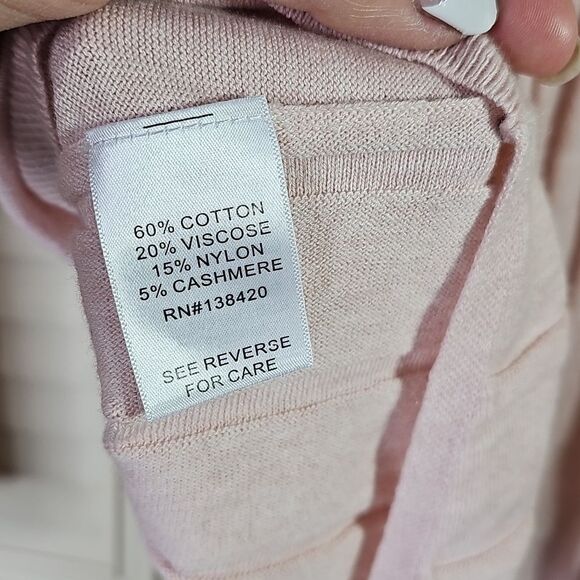 60% COTTON
20% VISCOSE
15% NYLON
5% CASHMERE
RN#138420
SEE REVERSE
FOR CARE